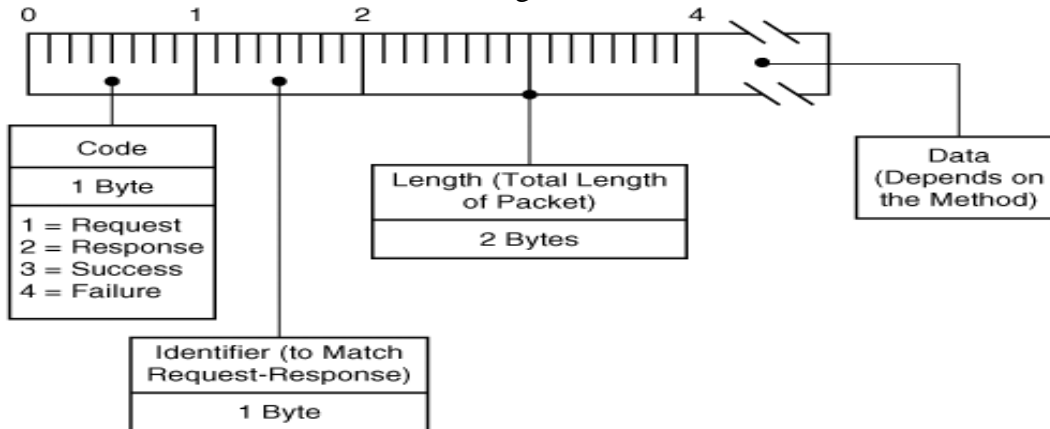 0 1 2 4
Code
1 Byte
1 = Request
2 = Response
3 = Success
4 = Failure
Identifier (to Match
Request-Response)
1 Byte
Length (Total Length
of Packet)
2 Bytes
Data
(Depends on
the Method)